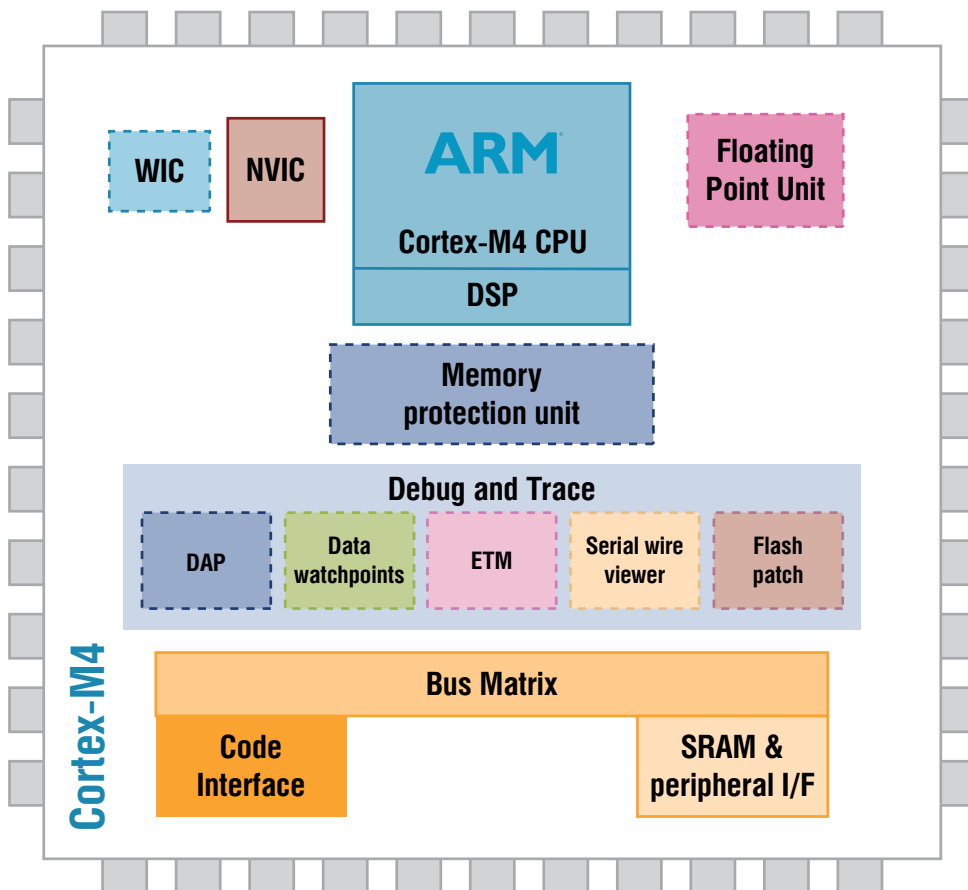 ARM
WIC
NVIC
Floating
Point Unit
Cortex-M4 CPU
DSP
Memory
protection unit
Debug and Trace
DAP
Data
watchpoints
ETM
Serial wire
viewer
Flash
patch
Bus Matrix
Code
Interface
SRAM &
peripheral I/F
Cortex-M4